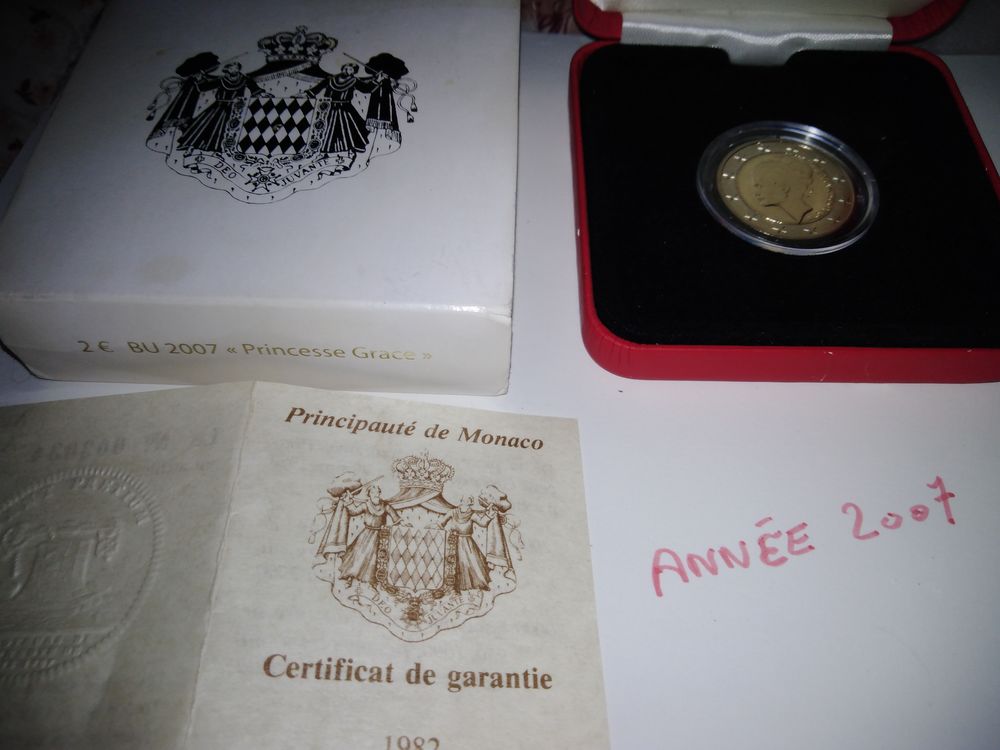 DEO JUVANTE
2 € BU 2007 « Princesse Grace »
Principauté de Monaco
DEO JUVANTE
Certificat de garantie
1982
ANNÉE 2007